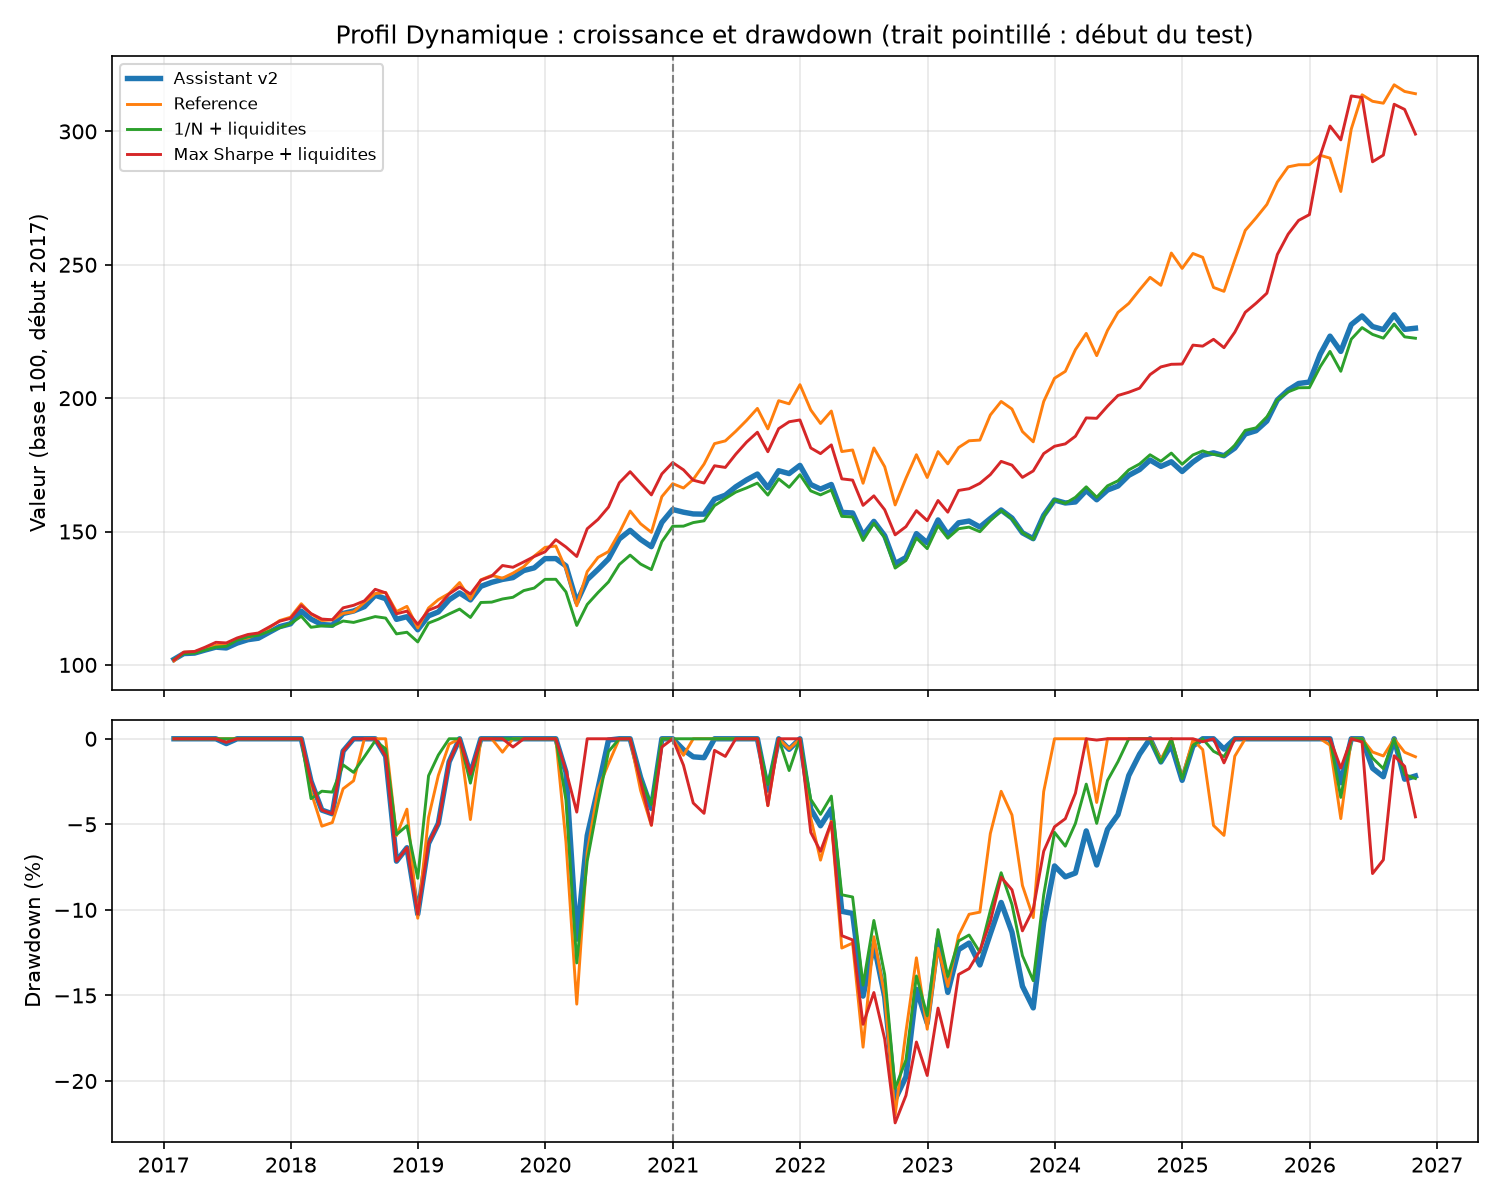 Profil Dynamique : croissance et drawdown (trait pointillé : début du test)
Assistant v2
Reference
1/N + liquidites
Max Sharpe + liquidites
Valeur (base 100, début 2017)
300
250
200
150
100
Drawdown (%)
0
−5
−10
−15
−20
2017 2018 2019 2020 2021 2022 2023 2024 2025 2026 2027